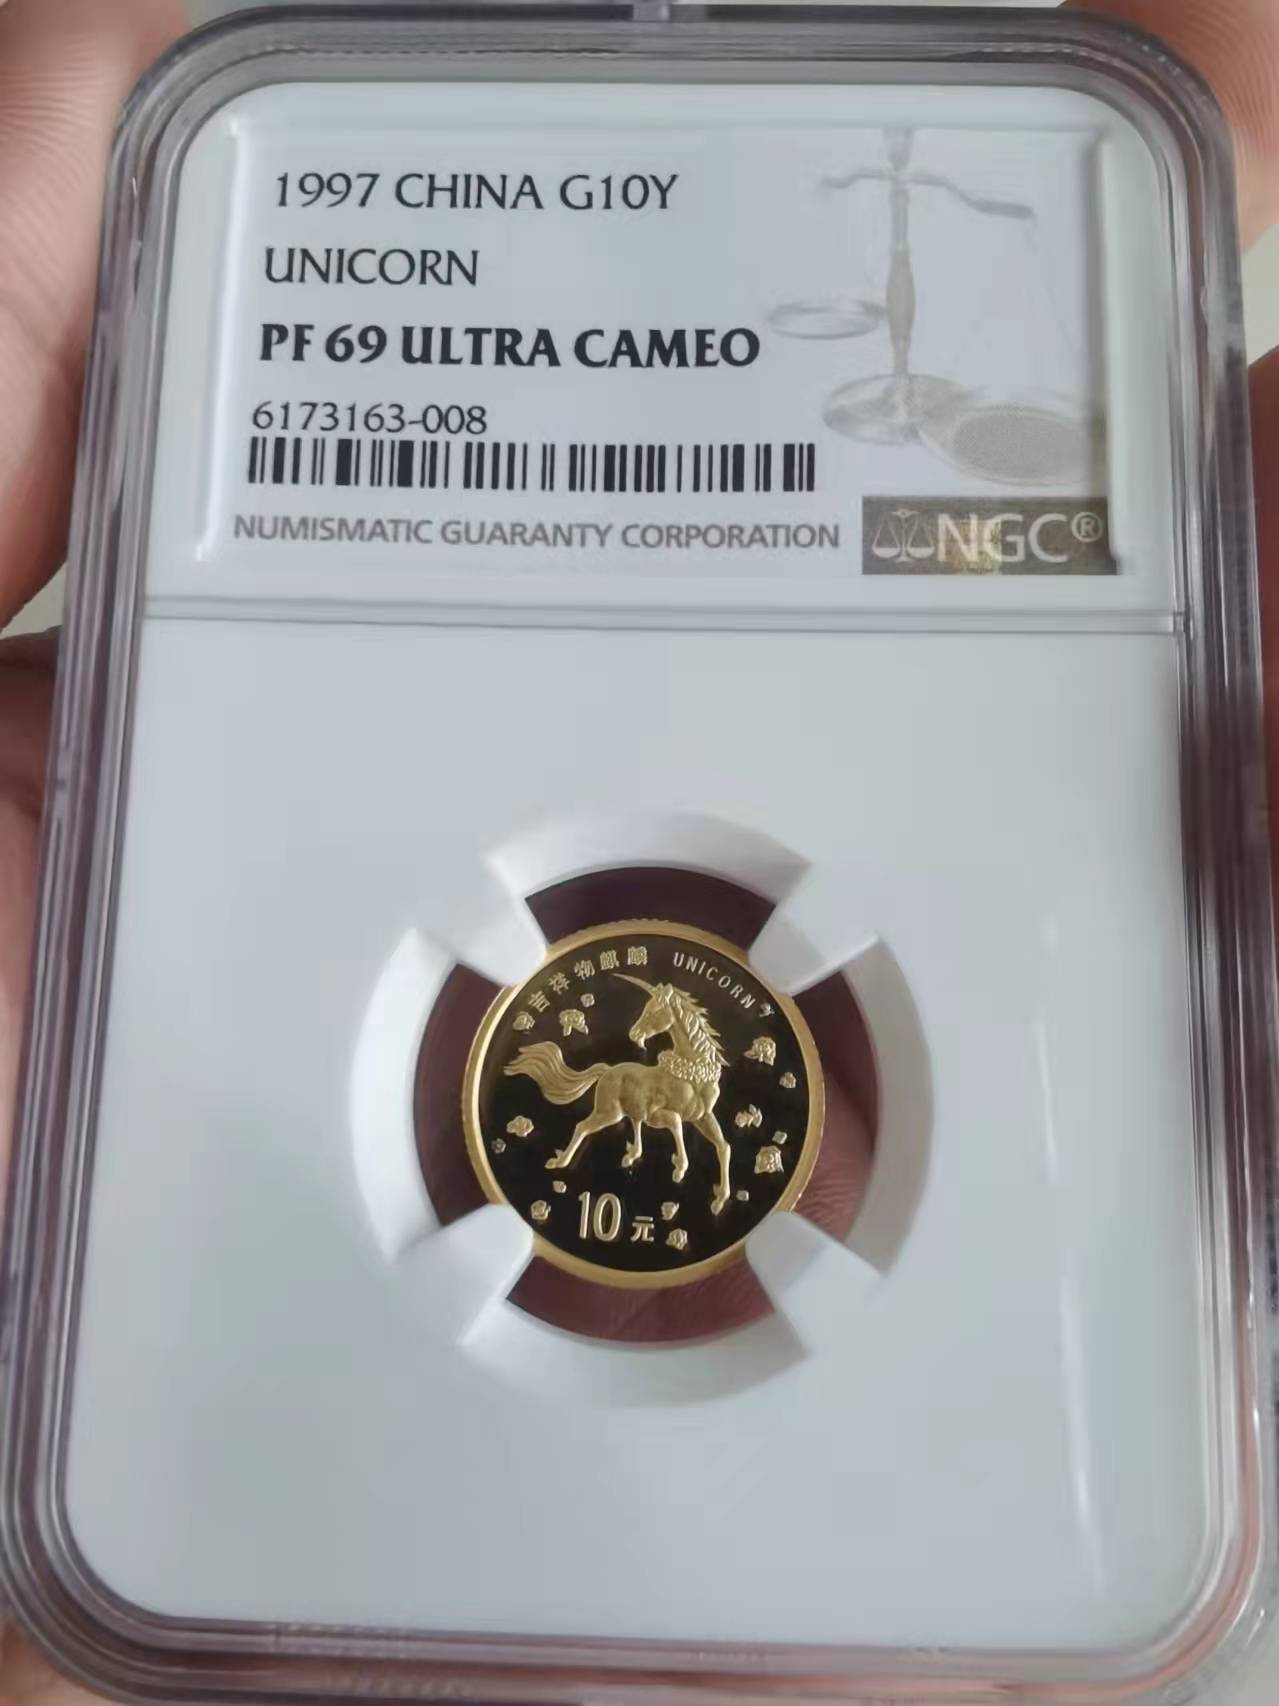 1997 CHINA G10Y
UNICORN
PF 69 ULTRA CAMEO
6173163-008
NUMISMATIC GUARANTY CORPORATION
NGC®
吉祥物麒麟 UNICORN
10元